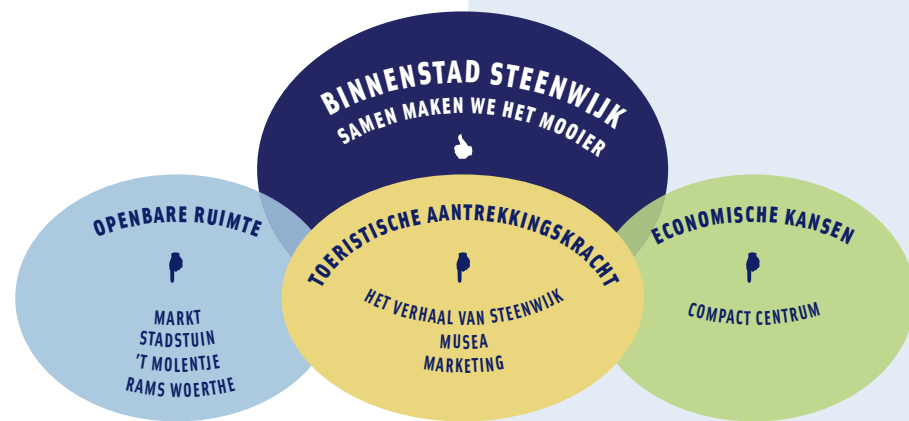 BINNENSTAD STEENWIJK
SAMEN MAKEN WE HET MOOIER
OPENBARE RUIMTE
MARKT
STADSTUIN
'T MOLENTJE
RAMS WOERTHE
TOERISTISCHE AANTREKKINGSKRACHT
HET VERHAAL VAN STEENWIJK
MUSEA
MARKETING
ECONOMISCHE KANSEN
COMPACT CENTRUM